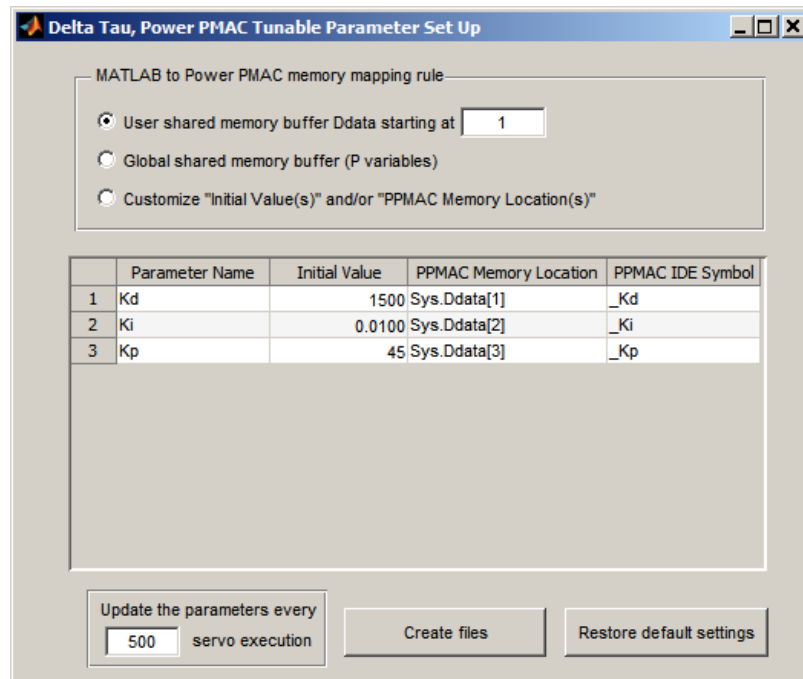 Delta Tau, Power PMAC Tunable Parameter Set Up
MATLAB to Power PMAC memory mapping rule
User shared memory buffer Ddata starting at 1
Global shared memory buffer (P variables)
Customize "Initial Value(s)" and/or "PPMAC Memory Location(s)"
Parameter Name Initial Value PPMAC Memory Location PPMAC IDE Symbol
1 Kd 1500 Sys.Ddata[1] _Kd
2 Ki 0.0100 Sys.Ddata[2] _Ki
3 Kp 45 Sys.Ddata[3] _Kp
Update the parameters every
500 servo execution
Create files
Restore default settings